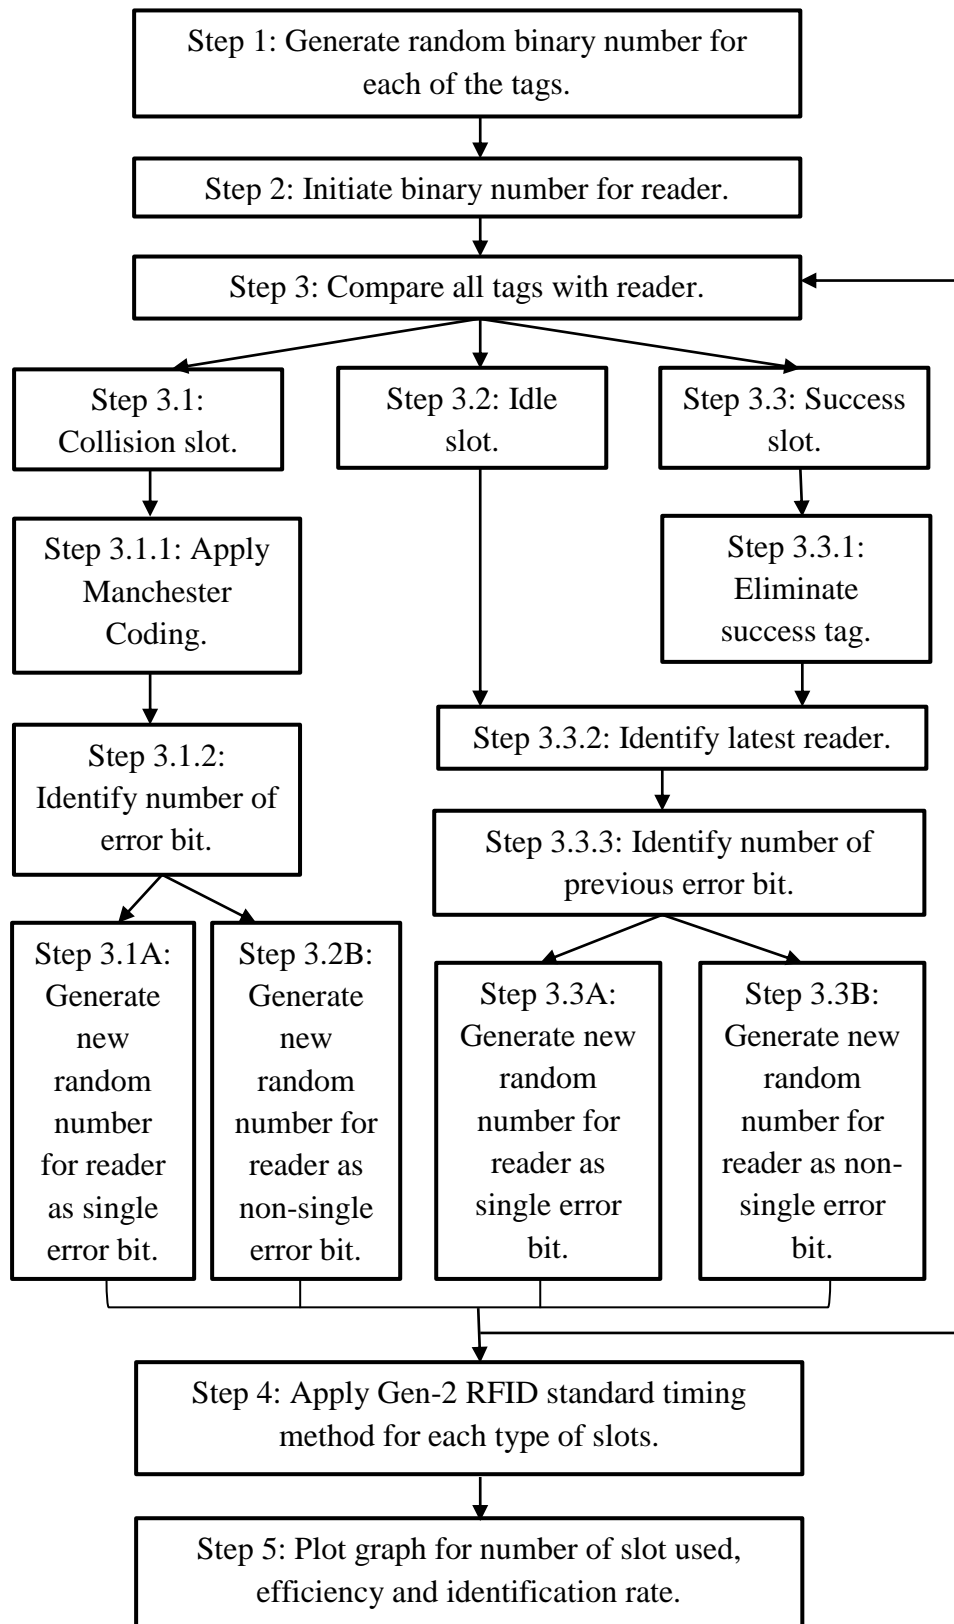 Step 1: Generate random binary number for
each of the tags.
Step 2: Initiate binary number for reader.
Step 3: Compare all tags with reader.
Step 3.1:
Collision slot.
Step 3.2: Idle
slot.
Step 3.3: Success
slot.
Step 3.1.1: Apply
Manchester
Coding.
Step 3.3.1:
Eliminate
success tag.
Step 3.1.2:
Identify number of
error bit.
Step 3.3.2: Identify latest reader.
Step 3.3.3: Identify number of
previous error bit.
Step 3.1A:
Generate
new
random
number
for reader
as single
error bit.
Step 3.2B:
Generate
new
random
number for
reader as
non-single
error bit.
Step 3.3A:
Generate new
random
number for
reader as
single error
bit.
Step 3.3B:
Generate new
random
number for
reader as non-
single error
bit.
Step 4: Apply Gen-2 RFID standard timing
method for each type of slots.
Step 5: Plot graph for number of slot used,
efficiency and identification rate.